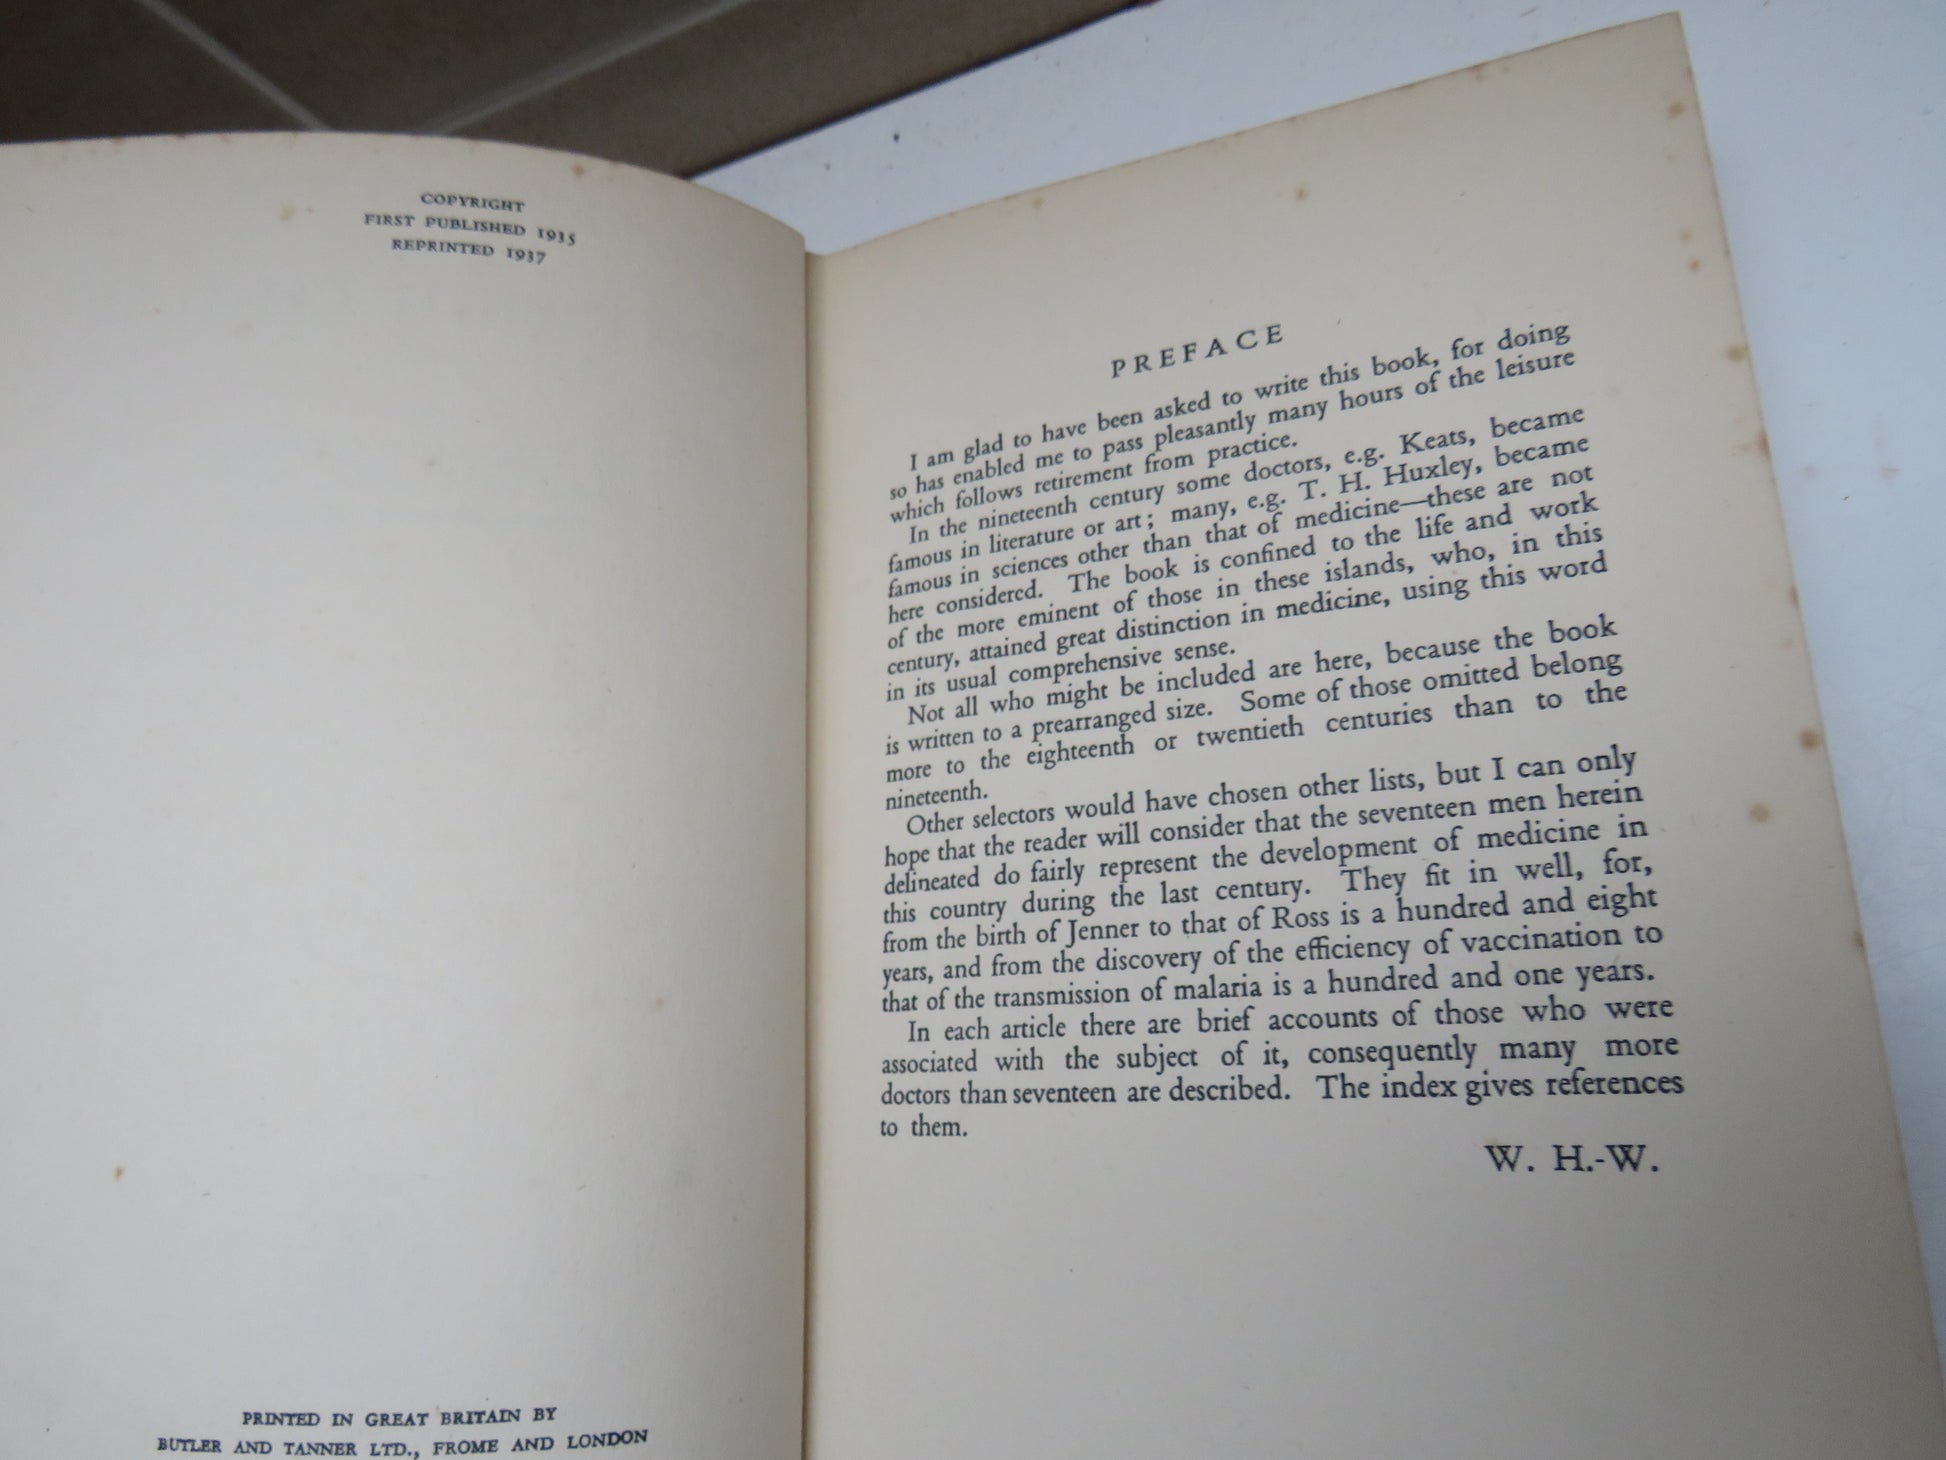 COPYRIGHT
FIRST PUBLISHED 1935
REPRINTED 1937
PRINTED IN GREAT BRITAIN BY
BUTLER AND TANNER LTD., FROME AND LONDON
PREFACE
I am glad to have been asked to write this book, for doing
so has enabled me to pass pleasantly many hours of the leisure
which follows retirement from practice.
In the nineteenth century some doctors, e.g. Keats, became
famous in literature or art; many, e.g. T. H. Huxley, became
famous in sciences other than that of medicine—these are not
here considered. The book is confined to the life and work
of the more eminent of those in these islands, who, in this
century, attained great distinction in medicine, using this word
in its usual comprehensive sense.
Not all who might be included are here, because the book
is written to a prearranged size. Some of those omitted belong
more to the eighteenth or twentieth centuries than to the
nineteenth.
Other selectors would have chosen other lists, but I can only
hope that the reader will consider that the seventeen men herein
delineated do fairly represent the development of medicine in
this country during the last century. They fit in well, for,
from the birth of Jenner to that of Ross is a hundred and eight
years, and from the discovery of the efficiency of vaccination to
that of the transmission of malaria is a hundred and one years.
In each article there are brief accounts of those who were
associated with the subject of it, consequently many more
doctors than seventeen are described. The index gives references
to them.
W. H.-W.